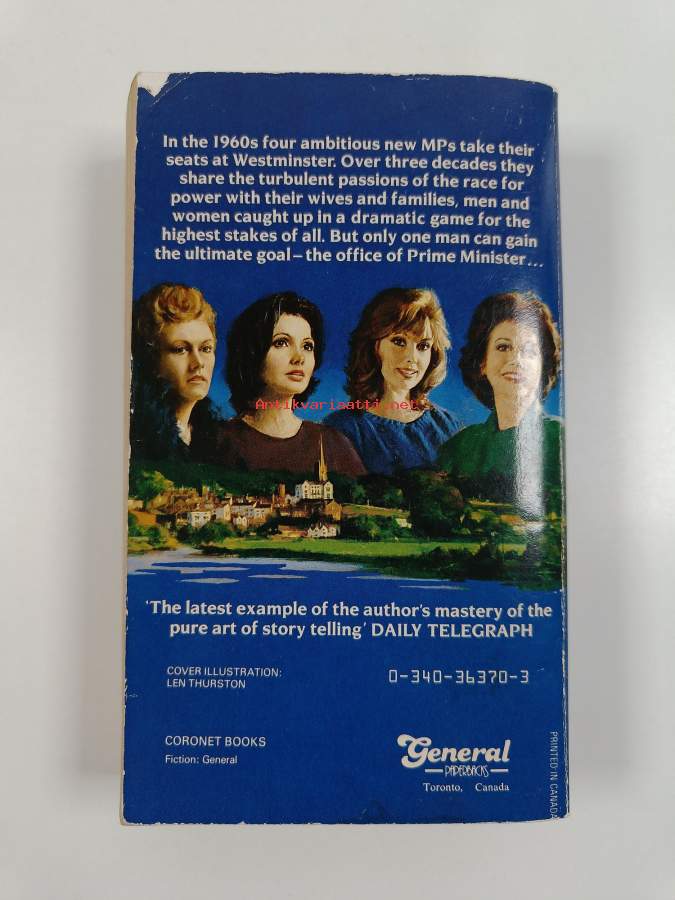 In the 1960s four ambitious new MPs take their
seats at Westminster. Over three decades they
share the turbulent passions of the race for
power with their wives and families, men and
women caught up in a dramatic game for the
highest stakes of all. But only one man can gain
the ultimate goal – the office of Prime Minister...
Antikvariaatti.net
'The latest example of the author's mastery of the
pure art of story telling' DAILY TELEGRAPH
COVER ILLUSTRATION:
LEN THURSTON
0-340-36370-3
CORONET BOOKS
Fiction: General
General
PAPERBACKS
Toronto, Canada
PRINTED IN CANADA